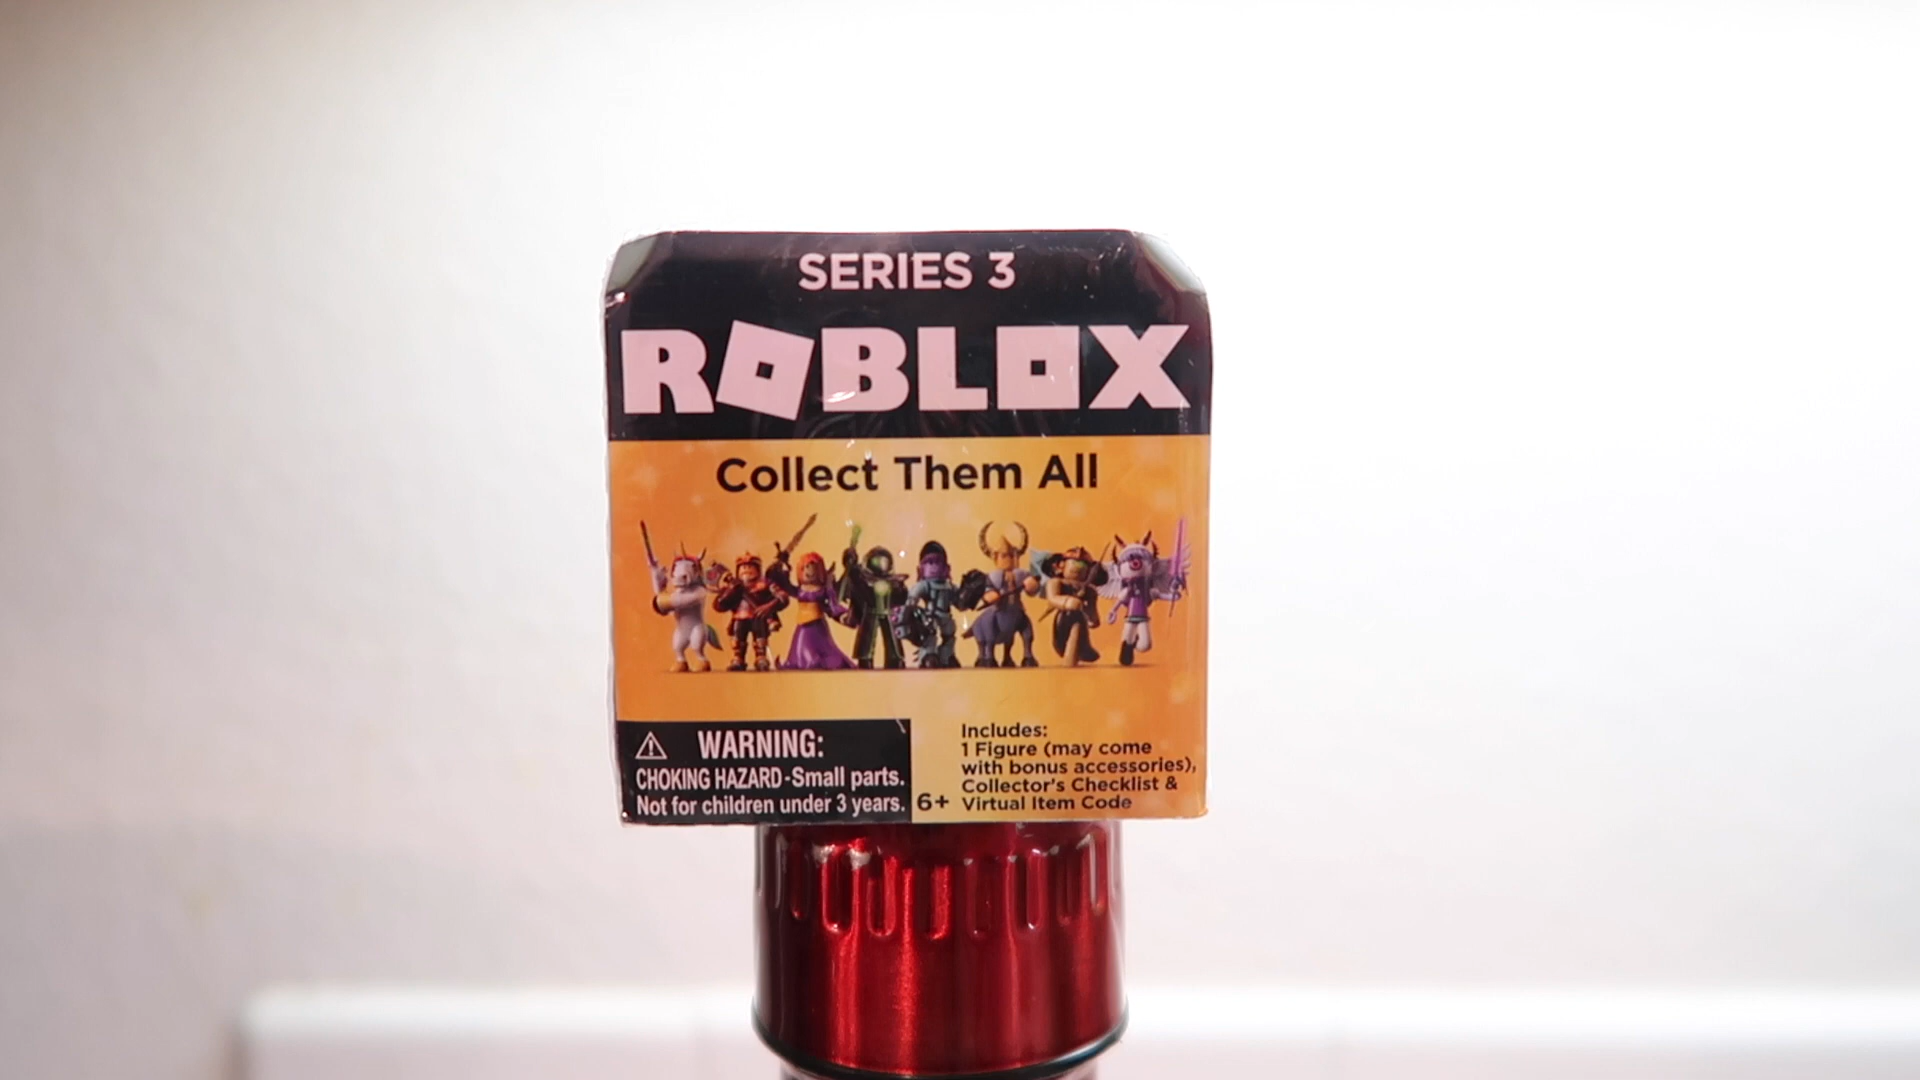 SERIES 3
ROBLOX
Collect Them All
WARNING:
CHOKING HAZARD-Small parts.
Not for children under 3 years.
6+
Includes:
1 Figure (may come
with bonus accessories),
Collector's Checklist &
Virtual Item Code